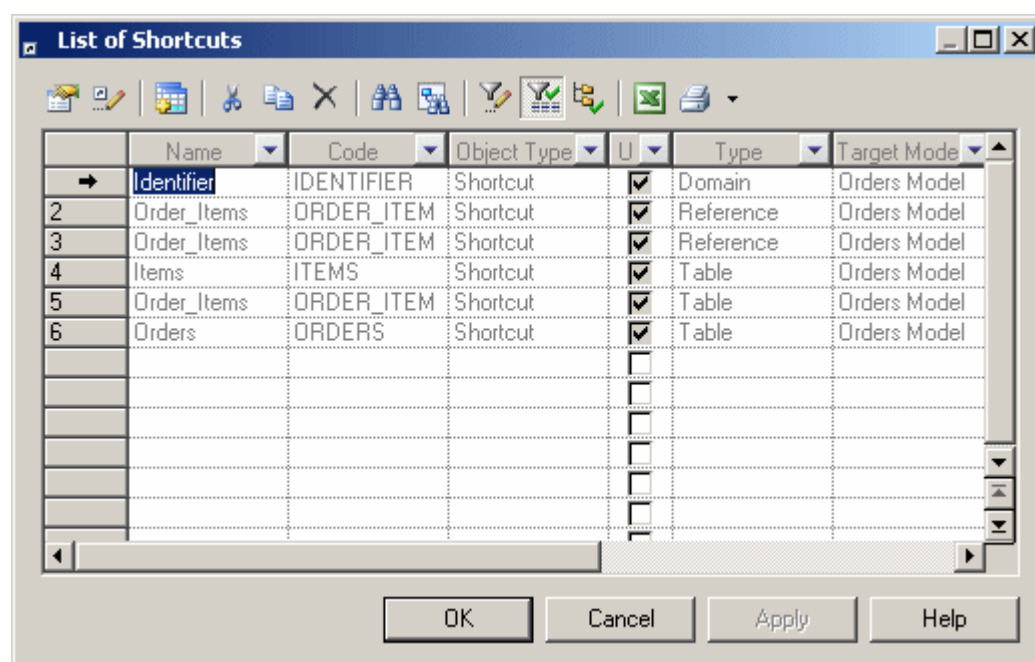 List of Shortcuts
Name Code Object Type U Type Target Mode
Identifier IDENTIFIER Shortcut Domain Orders Model
2 Order_Items ORDER_ITEM Shortcut Reference Orders Model
3 Order_Items ORDER_ITEM Shortcut Reference Orders Model
4 Items ITEMS Shortcut Table Orders Model
5 Order_Items ORDER_ITEM Shortcut Table Orders Model
6 Orders ORDERS Shortcut Table Orders Model
OK Cancel Apply Help